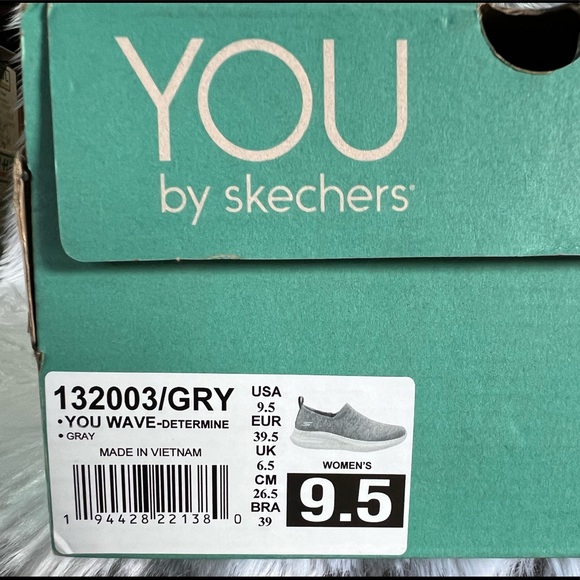 YOU
by skechers®
132003/GRY
• YOU WAVE-DETERMINE
• GRAY
MADE IN VIETNAM
1 94428 22138 0
USA
9.5
EUR
39.5
UK
6.5
CM
26.5
BRA
39
WOMEN'S
9.5